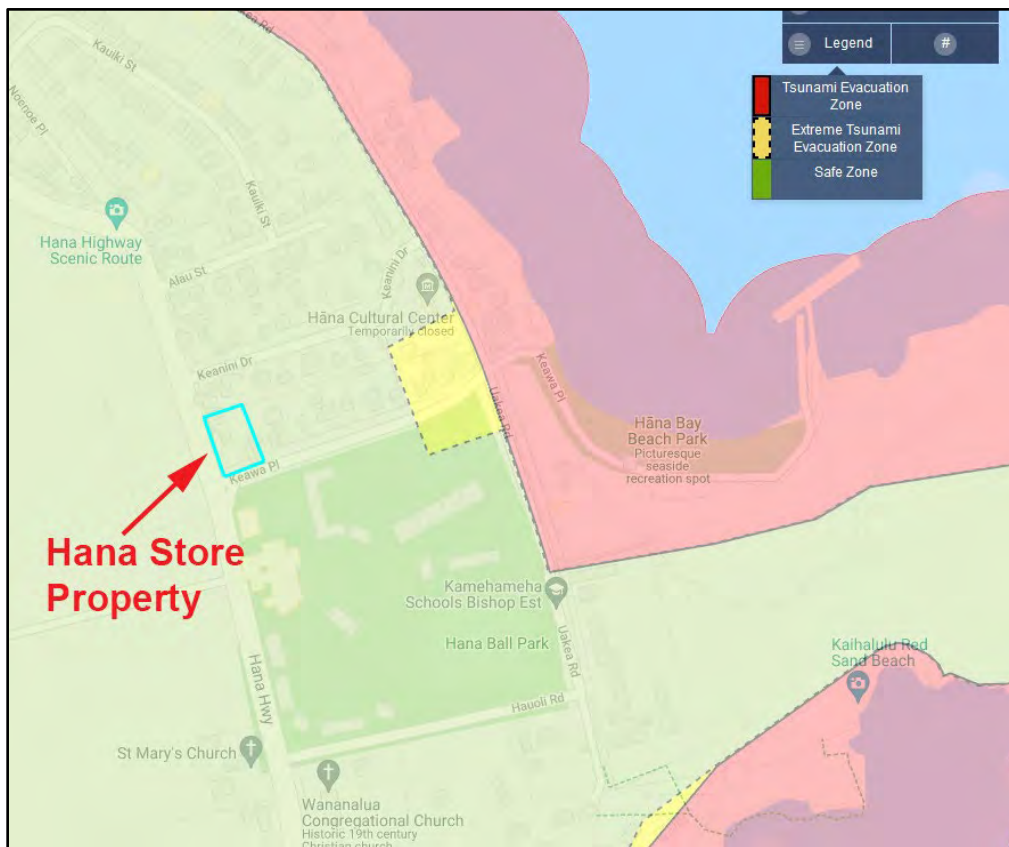 Uakea Rd
Kauiki St
Noenoe Pl
Kauiki St
Legend
#
Tsunami Evacuation
Zone
Extreme Tsunami
Evacuation Zone
Safe Zone
Hana Highway
Scenic Route
Alau St
Keanini Dr
Hāna Cultural Center
Temporarily closed
Keanini Dr
Uakea Rd
Keawa Pl
Hāna Bay
Beach Park
Picturesque
seaside
recreation spot
Keawa Pl
Hana Store
Property
Kamehameha
Schools Bishop Est
Hana Ball Park
Uakea Rd
Kaihalulu Red
Sand Beach
Hana Hwy
Hauoli Rd
St Mary's Church
Wananalua
Congregational Church
Historic 19th century
Christian church